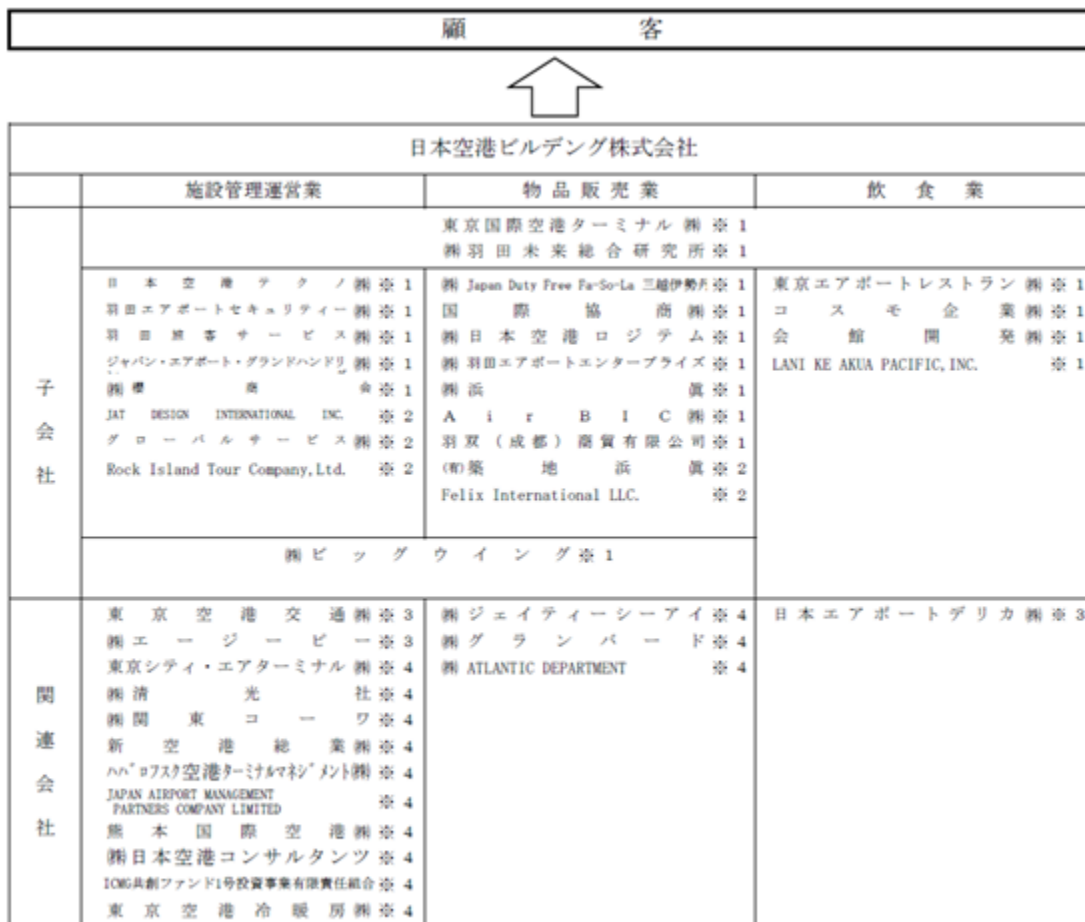 顧客
日本空港ビルデング株式会社
施設管理運営業 物品販売業 飲食業
子会社
東京国際空港ターミナル㈱ ※1
㈱羽田未来総合研究所 ※1
日本空港テクノ㈱ ※1
羽田エアポートセキュリティー㈱ ※1
羽田旅客サービス㈱ ※1
ジャパン・エアポート・グランドハンドリ ㈱ ※1
㈱櫻商会 ※1
JAT DESIGN INTERNATIONAL INC. ※2
グローバルサービス㈱ ※2
Rock Island Tour Company,Ltd. ※2
㈱Japan Duty Free Fa-So-La 三越伊勢丹 ※1
国際協商㈱ ※1
㈱日本空港ロジテム ※1
㈱羽田エアポートエンタープライズ ※1
㈱浜眞 ※1
AirBIC㈱ ※1
羽双（成都）商貿有限公司 ※1
㈲築地浜眞 ※2
Felix International LLC. ※2
東京エアポートレストラン㈱ ※1
コスモ企業㈱ ※1
会館開発㈱ ※1
LANI KE AKUA PACIFIC,INC. ※1
㈱ビッグウイング ※1
関連会社
東京空港交通㈱ ※3
㈱エージーピー ※3
東京シティ・エアターミナル㈱ ※4
㈱清光社 ※4
㈱関東コーワ ※4
新空港総業㈱ ※4
ハバロフスク空港ターミナルマネジメント㈱ ※4
JAPAN AIRPORT MANAGEMENT
PARTNERS COMPANY LIMITED ※4
熊本国際空港㈱ ※4
㈱日本空港コンサルタンツ ※4
ICMG共創ファンド1号投資事業有限責任組合 ※4
東京空港冷暖房㈱ ※4
㈱ジェイティーシーアイ ※4
㈱グランバード ※4
㈱ATLANTIC DEPARTMENT ※4
日本エアポートデリカ㈱ ※3